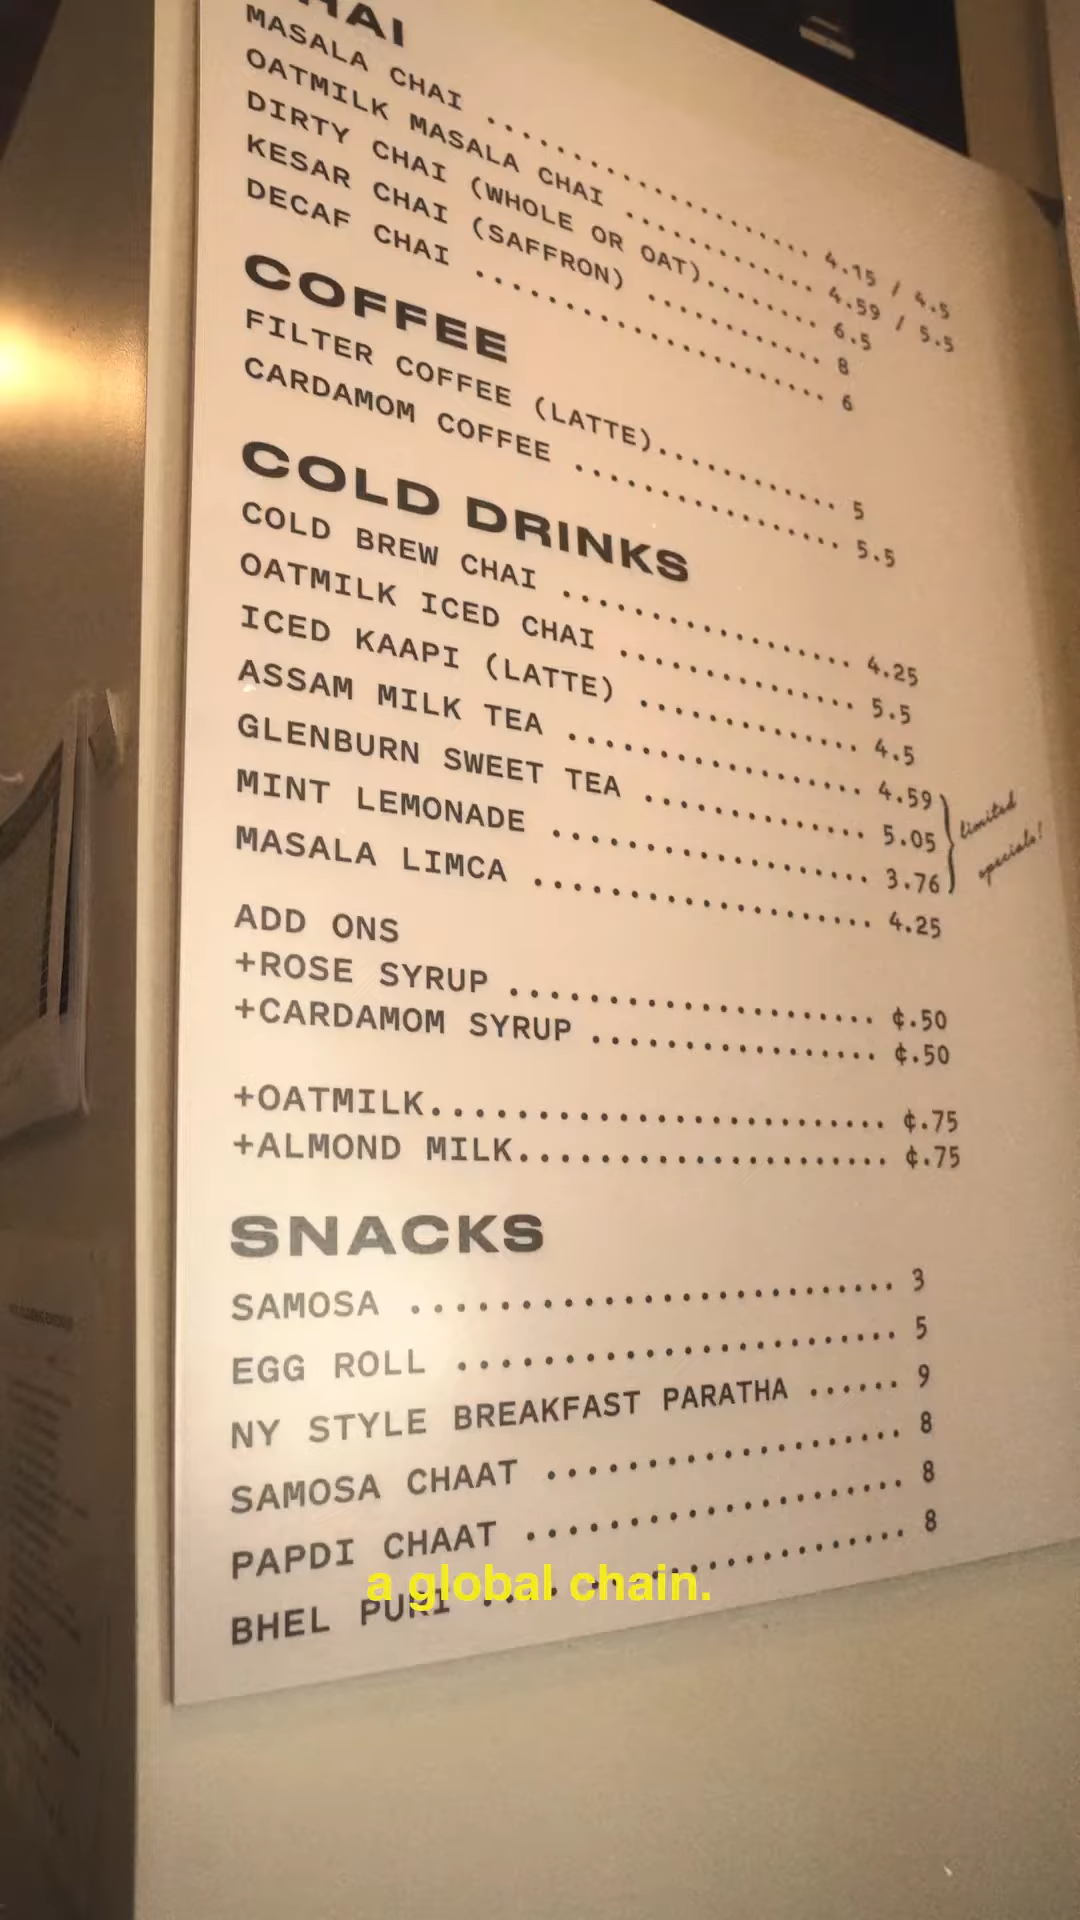 CHAI
MASALA CHAI .................... 4.15 / 4.5
OATMILK MASALA CHAI ............ 4.59 / 5.5
DIRTY CHAI (WHOLE OR OAT)....... 6.5
KESAR CHAI (SAFFRON) ........... 8
DECAF CHAI ..................... 6
COFFEE
FILTER COFFEE (LATTE)........... 5
CARDAMOM COFFEE ................ 5.5
COLD DRINKS
COLD BREW CHAI ................. 4.25
OATMILK ICED CHAI .............. 5.5
ICED KAAPI (LATTE) ............. 4.5
ASSAM MILK TEA ................. 4.59
GLENBURN SWEET TEA ............. 5.05
limited specials!
MINT LEMONADE .................. 3.76
MASALA LIMCA ................... 4.25
ADD ONS
+ROSE SYRUP .................... ¢.50
+CARDAMOM SYRUP ................ ¢.50
+OATMILK........................ ¢.75
+ALMOND MILK.................... ¢.75
SNACKS
SAMOSA ......................... 3
EGG ROLL ....................... 5
NY STYLE BREAKFAST PARATHA ...... 9
SAMOSA CHAAT ................... 8
PAPDI CHAAT .................... 8
BHEL PURI ...................... 8
a global chain.